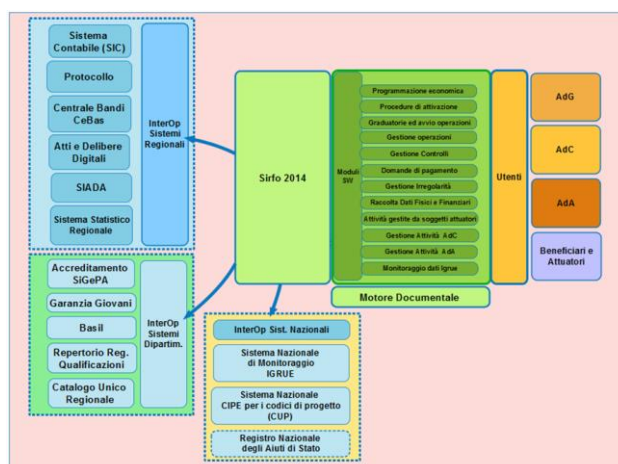 Sistema
Contabile (SIC)
Protocollo
Centrale Bandi
CeBas
Atti e Delibere
Digitali
SIADA
Sistema Statistico
Regionale
InterOp
Sistemi
Regionali
Accreditamento
SiGePA
Garanzia Giovani
Basil
Repertorio Reg.
Qualificazioni
Catalogo Unico
Regionale
InterOp
Sistemi
Dipartim.
Sirfo 2014
Moduli
SW
Programmazione economica
Procedure di attivazione
Graduatorie ed avvio operazioni
Gestione operazioni
Gestione Controlli
Domande di pagamento
Gestione Irregolarità
Raccolta Dati Fisici e Finanziari
Attività gestite da soggetti attuatori
Gestione Attività AdC
Gestione Attività AdA
Monitoraggio dati Igrue
Utenti
Motore Documentale
AdG
AdC
AdA
Beneficiari e
Attuatori
InterOp Sist. Nazionali
Sistema Nazionale
di Monitoraggio
IGRUE
Sistema Nazionale
CIPE per i codici di progetto
(CUP)
Registro Nazionale
degli Aiuti di Stato